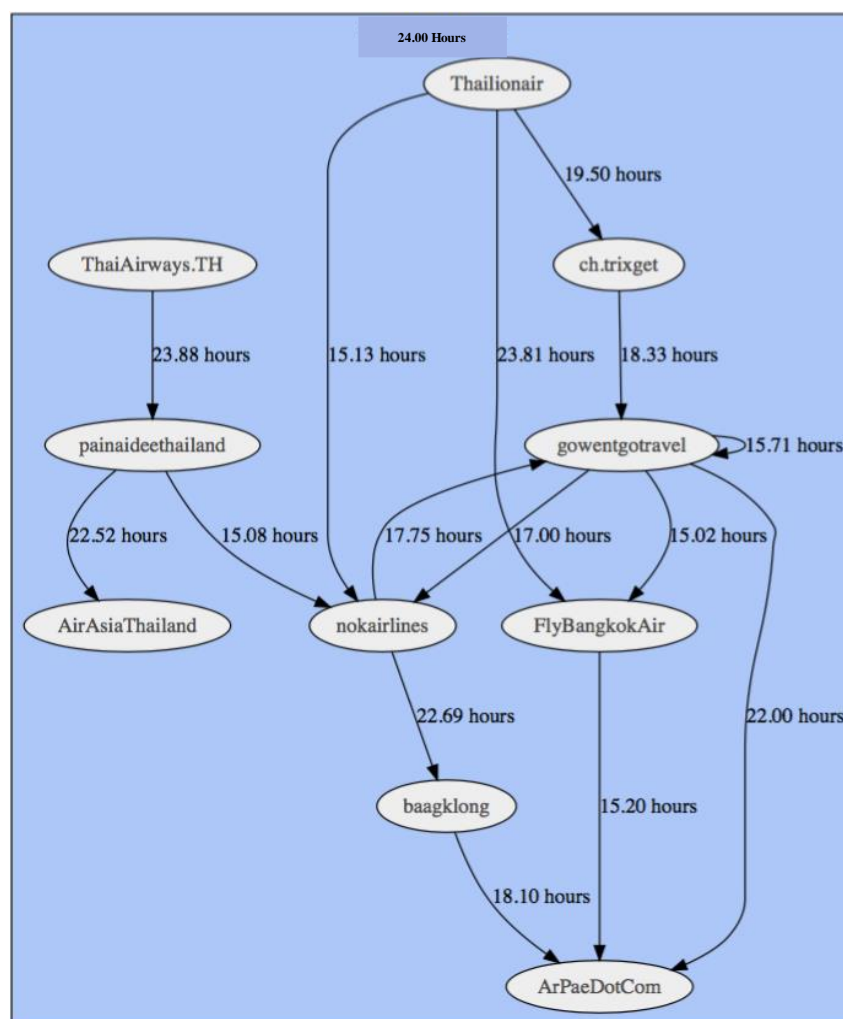 24.00 Hours
Thailionair
19.50 hours
ThaiAirways.TH
ch.trixget
23.88 hours
15.13 hours
23.81 hours
18.33 hours
painaideethailand
gowentgotravel
15.71 hours
22.52 hours
15.08 hours
17.75 hours
17.00 hours
15.02 hours
AirAsiaThailand
nokairlines
FlyBangkokAir
22.69 hours
22.00 hours
baagklong
15.20 hours
18.10 hours
ArPaeDotCom